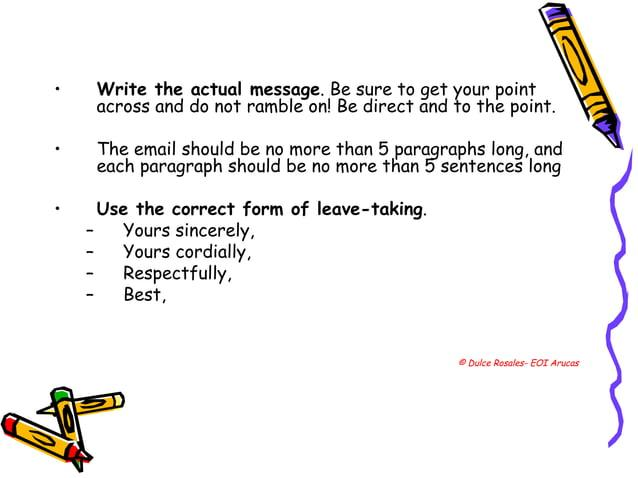 • Write the actual message. Be sure to get your point
across and do not ramble on! Be direct and to the point.
• The email should be no more than 5 paragraphs long, and
each paragraph should be no more than 5 sentences long
• Use the correct form of leave-taking.
– Yours sincerely,
– Yours cordially,
– Respectfully,
– Best,
© Dulce Rosales- EOI Arucas